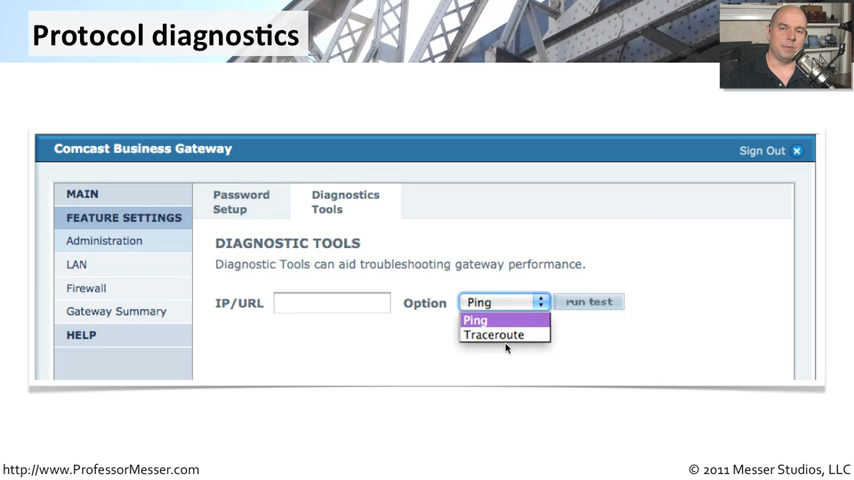 Protocol diagnostics
Comcast Business Gateway
Sign Out
MAIN
Password Setup
Diagnostics Tools
FEATURE SETTINGS
Administration
DIAGNOSTIC TOOLS
LAN
Diagnostic Tools can aid troubleshooting gateway performance.
Firewall
IP/URL
Option
Ping
run test
Gateway Summary
Ping
HELP
Traceroute
http://www.ProfessorMesser.com
© 2011 Messer Studios, LLC